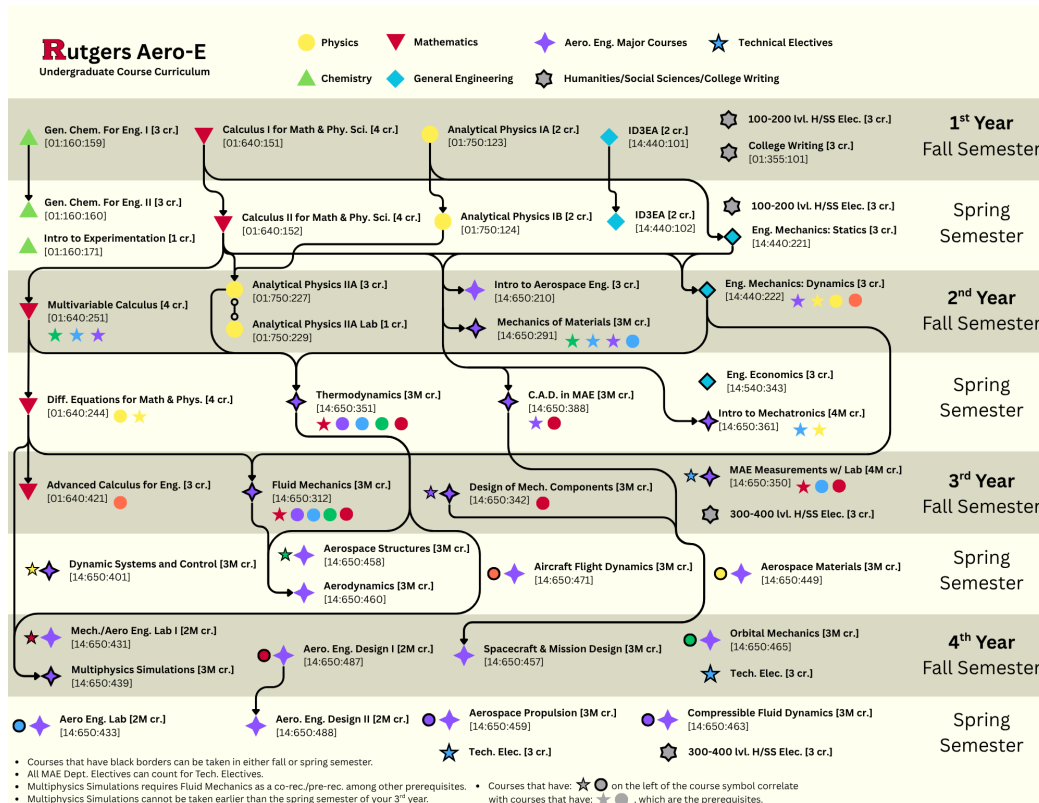 Rutgers Aero-E
Undergraduate Course Curriculum
Physics
Mathematics
Aero. Eng. Major Courses
Technical Electives
Chemistry
General Engineering
Humanities/Social Sciences/College Writing
Gen. Chem. For Eng. I [3 cr.]
[01:160:159]
Calculus I for Math & Phy. Sci. [4 cr.]
[01:640:151]
Analytical Physics IA [2 cr.]
[01:750:123]
ID3EA [2 cr.]
[14:440:101]
100-200 lvl. H/SS Elec. [3 cr.]
College Writing [3 cr.]
[01:355:101]
1st Year
Fall Semester
Gen. Chem. For Eng. II [3 cr.]
[01:160:160]
Intro to Experimentation [1 cr.]
[01:160:171]
Calculus II for Math & Phy. Sci. [4 cr.]
[01:640:152]
Analytical Physics IB [2 cr.]
[01:750:124]
ID3EA [2 cr.]
[14:440:102]
100-200 lvl. H/SS Elec. [3 cr.]
Eng. Mechanics: Statics [3 cr.]
[14:440:221]
Spring
Semester
Multivariable Calculus [4 cr.]
[01:640:251]
Analytical Physics IIA [3 cr.]
[01:750:227]
Analytical Physics IIA Lab [1 cr.]
[01:750:229]
Intro to Aerospace Eng. [3 cr.]
[14:650:210]
Mechanics of Materials [3M cr.]
[14:650:291]
Eng. Mechanics: Dynamics [3 cr.]
[14:440:222]
2nd Year
Fall Semester
Diff. Equations for Math & Phys. [4 cr.]
[01:640:244]
Thermodynamics [3M cr.]
[14:650:351]
C.A.D. in MAE [3M cr.]
[14:650:388]
Eng. Economics [3 cr.]
[14:540:343]
Intro to Mechatronics [4M cr.]
[14:650:361]
Spring
Semester
Advanced Calculus for Eng. [3 cr.]
[01:640:421]
Fluid Mechanics [3M cr.]
[14:650:312]
Design of Mech. Components [3M cr.]
[14:650:342]
MAE Measurements w/ Lab [4M cr.]
[14:650:350]
300-400 lvl. H/SS Elec. [3 cr.]
3rd Year
Fall Semester
Dynamic Systems and Control [3M cr.]
[14:650:401]
Aerospace Structures [3M cr.]
[14:650:458]
Aerodynamics [3M cr.]
[14:650:460]
Aircraft Flight Dynamics [3M cr.]
[14:650:471]
Aerospace Materials [3M cr.]
[14:650:449]
Spring
Semester
Mech./Aero Eng. Lab I [2M cr.]
[14:650:431]
Multiphysics Simulations [3M cr.]
[14:650:439]
Aero. Eng. Design I [2M cr.]
[14:650:487]
Spacecraft & Mission Design [3M cr.]
[14:650:457]
Orbital Mechanics [3M cr.]
[14:650:465]
Tech. Elec. [3 cr.]
4th Year
Fall Semester
Aero Eng. Lab [2M cr.]
[14:650:433]
Aero. Eng. Design II [2M cr.]
[14:650:488]
Aerospace Propulsion [3M cr.]
[14:650:459]
Tech. Elec. [3 cr.]
Compressible Fluid Dynamics [3M cr.]
[14:650:463]
300-400 lvl. H/SS Elec. [3 cr.]
Spring
Semester
• Courses that have black borders can be taken in either fall or spring semester.
• All MAE Dept. Electives can count for Tech. Electives.
• Multiphysics Simulations requires Fluid Mechanics as a co-rec./pre-rec. among other prerequisites.
• Multiphysics Simulations cannot be taken earlier than the spring semester of your 3rd year.
• Courses that have: on the left of the course symbol correlate
with courses that have: , which are the prerequisites.